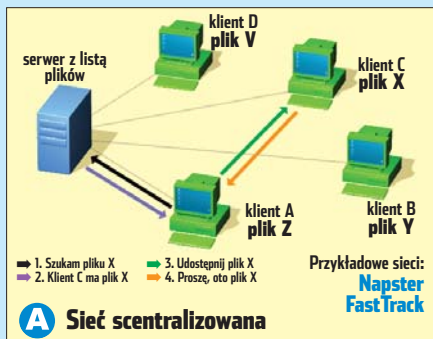 klient D
plik V
serwer z listą
plików
klient C
plik X
klient A
plik Z
klient B
plik Y
1. Szukam pliku X
2. Klient C ma plik X
3. Udostępnij plik X
4. Proszę, oto plik X
Przykładowe sieci:
Napster
FastTrack
A Sieć scentralizowana